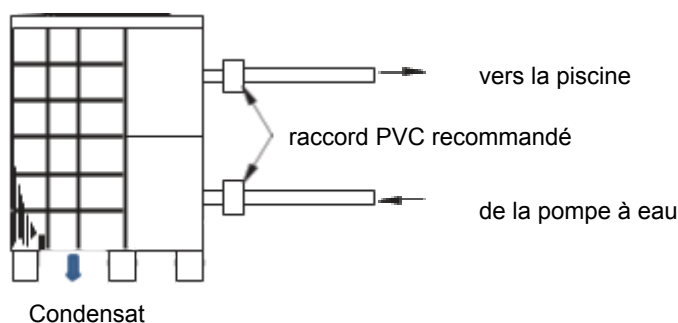 vers la piscine
raccord PVC recommandé
de la pompe à eau
Condensat